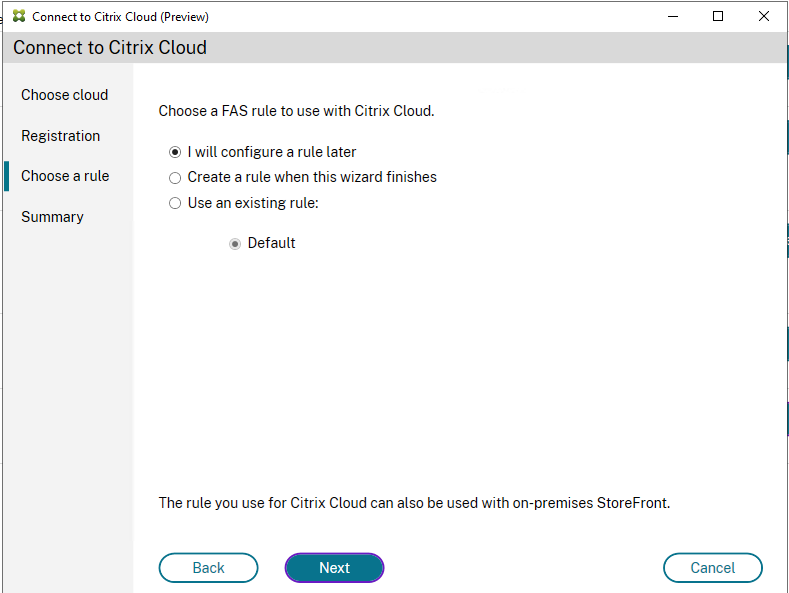 Connect to Citrix Cloud (Preview)
Connect to Citrix Cloud
Choose cloud
Registration
Choose a rule
Summary
Choose a FAS rule to use with Citrix Cloud.
I will configure a rule later
Create a rule when this wizard finishes
Use an existing rule:
Default
The rule you use for Citrix Cloud can also be used with on-premises StoreFront.
Back
Next
Cancel